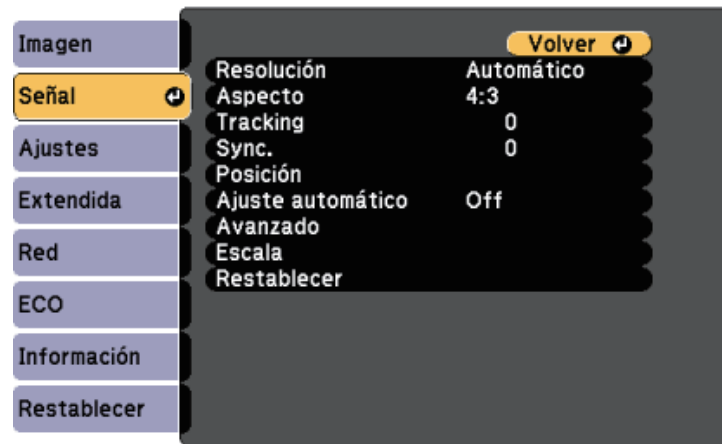 Imagen
Señal
Ajustes
Extendida
Red
ECO
Información
Restablecer
Volver
Resolución Automático
Aspecto 4:3
Tracking 0
Sync. 0
Posición
Ajuste automático Off
Avanzado
Escala
Restablecer